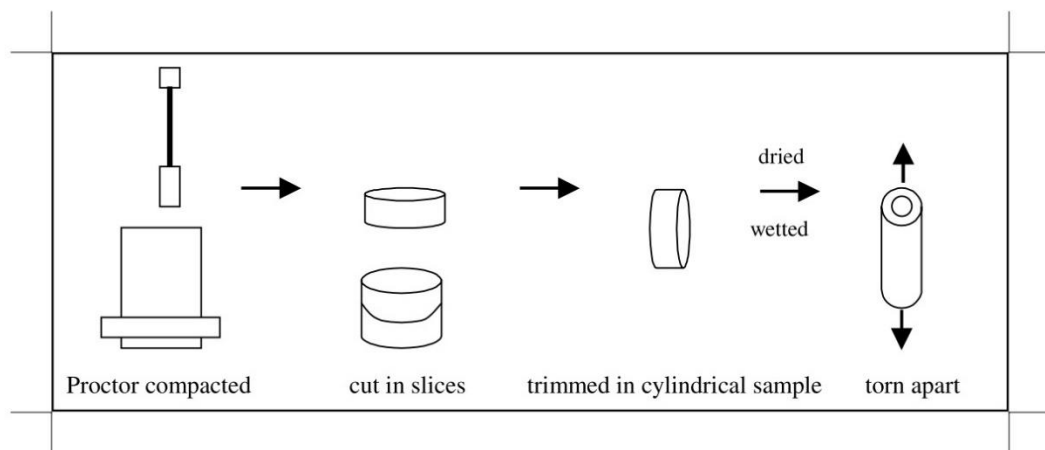 dried
wetted
Proctor compacted
cut in slices
trimmed in cylindrical sample
torn apart